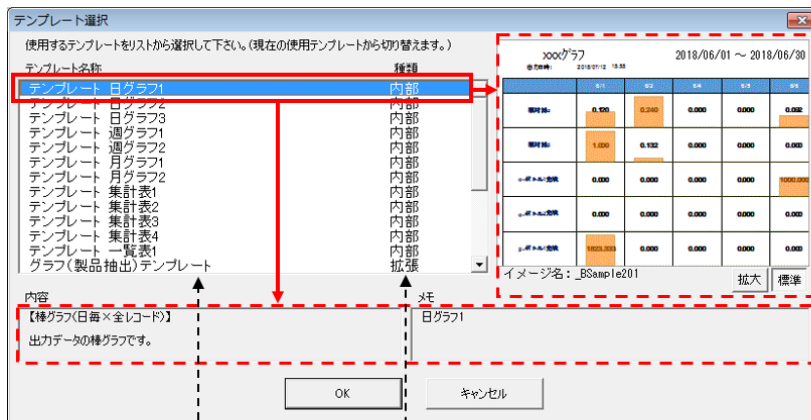 テンプレート選択
使用するテンプレートをリストから選択して下さい。(現在の使用テンプレートから切り替えます。)
テンプレート名称 種類
テンプレート 日グラフ1 内部
テンプレート 日グラフ2 内部
テンプレート 日グラフ3 内部
テンプレート 週グラフ1 内部
テンプレート 週グラフ2 内部
テンプレート 月グラフ1 内部
テンプレート 月グラフ2 内部
テンプレート 集計表1 内部
テンプレート 集計表2 内部
テンプレート 集計表3 内部
テンプレート 集計表4 内部
テンプレート 一覧表1 内部
グラフ(製品抽出)テンプレート 拡張
xxxグラフ 2018/06/01 ～ 2018/06/30
出力日時: 2018/07/12
6/1 6/2 6/4 6/5 6/6
0.120 0.240 0.000 0.000
1.000 0.132 0.000 0.000 0.000
0.000 0.000 0.000 0.000 1000.000
0.000 0.000 0.000 0.000 0.000
1823.333 0.000 0.000 0.000 0.000
イメージ名: _BSample201
拡大 標準
内容
【棒グラフ(日毎×全レコード)】
出力データの棒グラフです。
メモ
日グラフ1
OK キャンセル